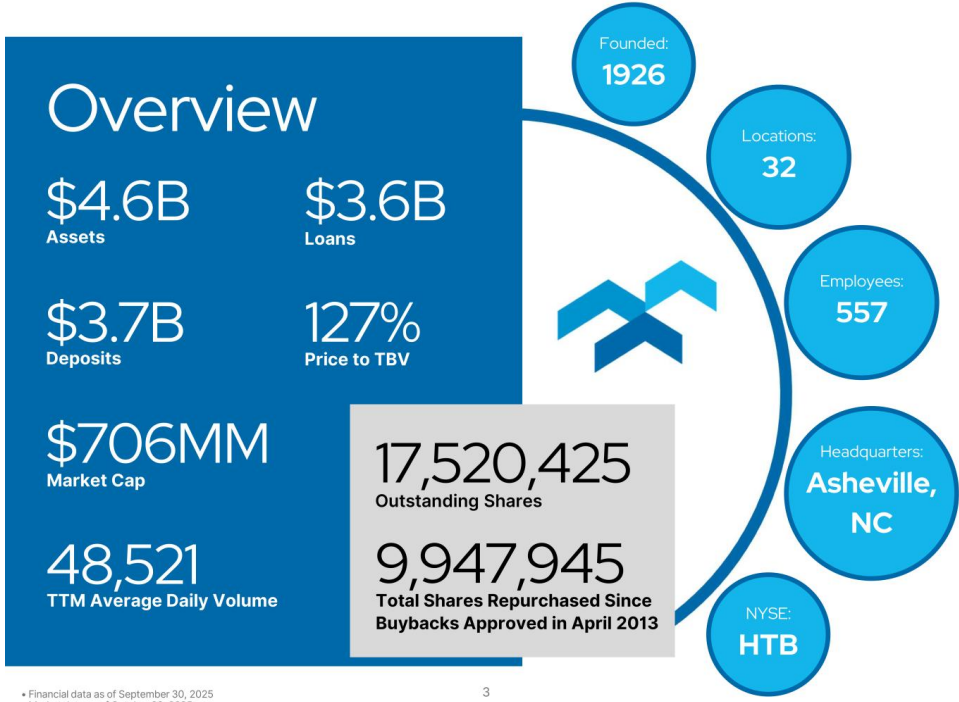 Overview
$4.6B
Assets
$3.6B
Loans
$3.7B
Deposits
127%
Price to TBV
$706MM
Market Cap
48,521
TTM Average Daily Volume
17,520,425
Outstanding Shares
9,947,945
Total Shares Repurchased Since
Buybacks Approved in April 2013
Founded:
1926
Locations:
32
Employees:
557
Headquarters:
Asheville,
NC
NYSE:
HTB
• Financial data as of September 30, 2025
3